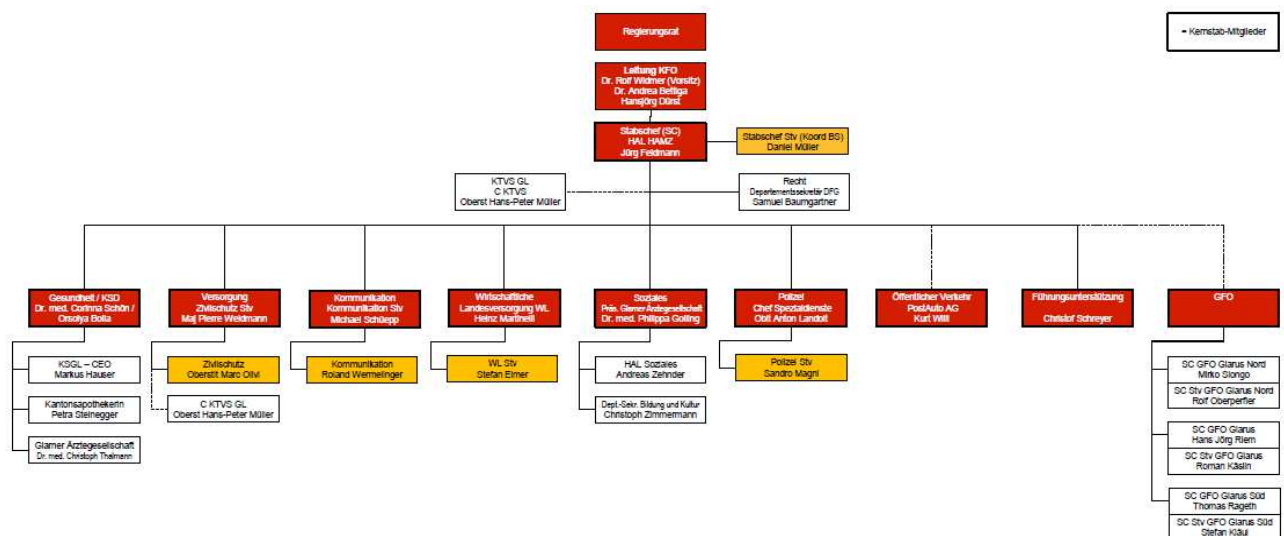 Regierungsrat
= Kernstab-Mitglieder
Leitung KFO
Dr. Rolf Widmer (Vorsitz)
Dr. Andrea Bettiga
Hansjörg Dürst
Stabschef (SC)
HAL HAMZ
Jürg Feldmann
Stabschef Stv (Koord BS)
Daniel Müller
KTVS GL
C KTVS
Oberst Hans-Peter Müller
Recht
Departementssekretär DFG
Samuel Baumgartner
Gesundheit / KSD
Dr. med. Corinna Schön /
Orsolya Bolla
Versorgung
Zivilschutz Stv
Maj Pierre Weidmann
Kommunikation
Kommunikation Stv
Michael Schüepp
Wirtschaftliche
Landesversorgung WL
Heinz Martinelli
Soziales
Präs. Glarner Ärztegesellschaft
Dr. med. Philippa Golling
Polizei
Chef Spezialdienste
Oblt Anton Landolt
Öffentlicher Verkehr
PostAuto AG
Kurt Willi
Führungsunterstützung
Christof Schreyer
GFO
KSGL – CEO
Markus Hauser
Kantonsapothekerin
Petra Steinegger
Glarner Ärztegesellschaft
Dr. med. Christoph Thalmann
Zivilschutz
Oberstlt Marc Olivi
C KTVS GL
Oberst Hans-Peter Müller
Kommunikation
Roland Wermelinger
WL Stv
Stefan Elmer
HAL Soziales
Andreas Zehnder
Dept.-Sekr. Bildung und Kultur
Christoph Zimmermann
Polizei Stv
Sandro Magni
SC GFO Glarus Nord
Mirko Slongo
SC Stv GFO Glarus Nord
Rolf Oberperfler
SC GFO Glarus
Hans Jörg Riem
SC Stv GFO Glarus
Roman Käslin
SC GFO Glarus Süd
Thomas Rageth
SC Stv GFO Glarus Süd
Stefan Kläui